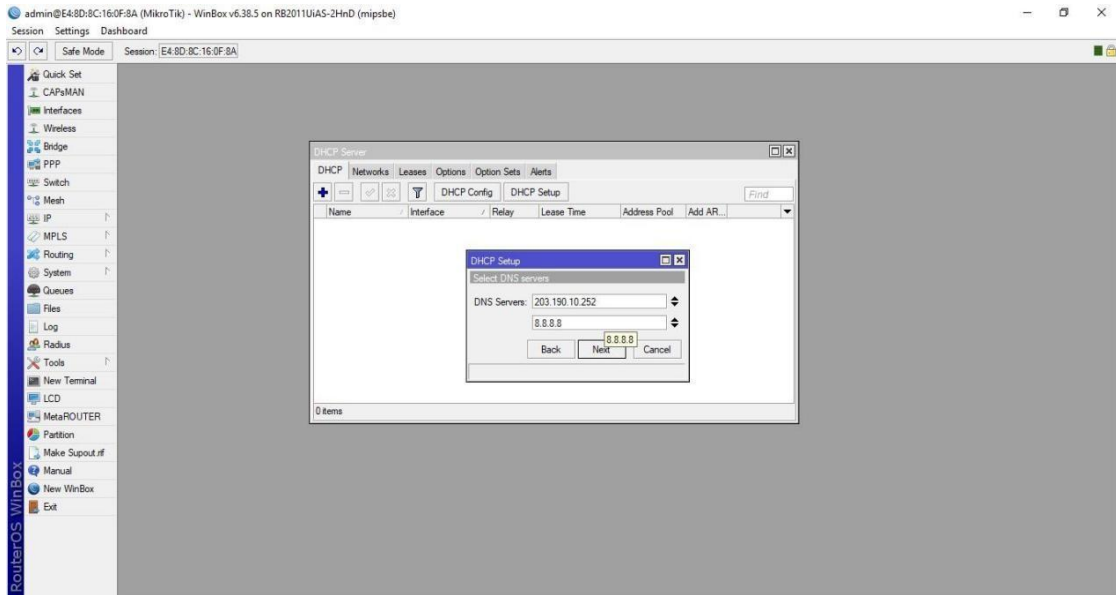 admin@E4:8D:8C:16:0F:8A (MikroTik) - WinBox v6.38.5 on RB2011UiAS-2HnD (mipsbe)
Session Settings Dashboard
Safe Mode Session: E4:8D:8C:16:0F:8A
Quick Set
CAPsMAN
Interfaces
Wireless
Bridge
PPP
Switch
Mesh
IP
MPLS
Routing
System
Queues
Files
Log
Radius
Tools
New Terminal
LCD
MetaROUTER
Partition
Make Supout.rif
Manual
New WinBox
Exit
RouterOS WinBox
DHCP Server
DHCP Networks Leases Options Option Sets Alerts
DHCP Config DHCP Setup Find
Name Interface Relay Lease Time Address Pool Add AR...
DHCP Setup
Select DNS servers
DNS Servers: 203.190.10.252
8.8.8.8
8.8.8.8
Back Next Cancel
0 items